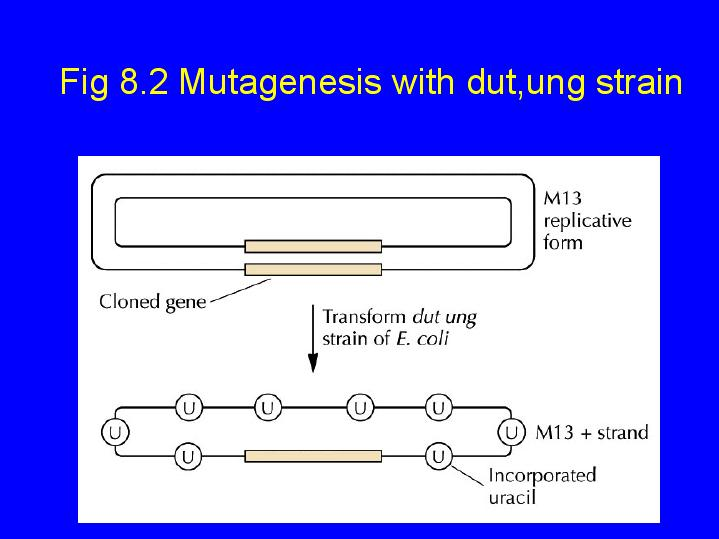 Fig 8.2 Mutagenesis with dut,ung strain
M13
replicative
form
Cloned gene
Transform dut ung
strain of E. coli
U
U
U
U
U
U
M13 + strand
U
U
Incorporated
uracil